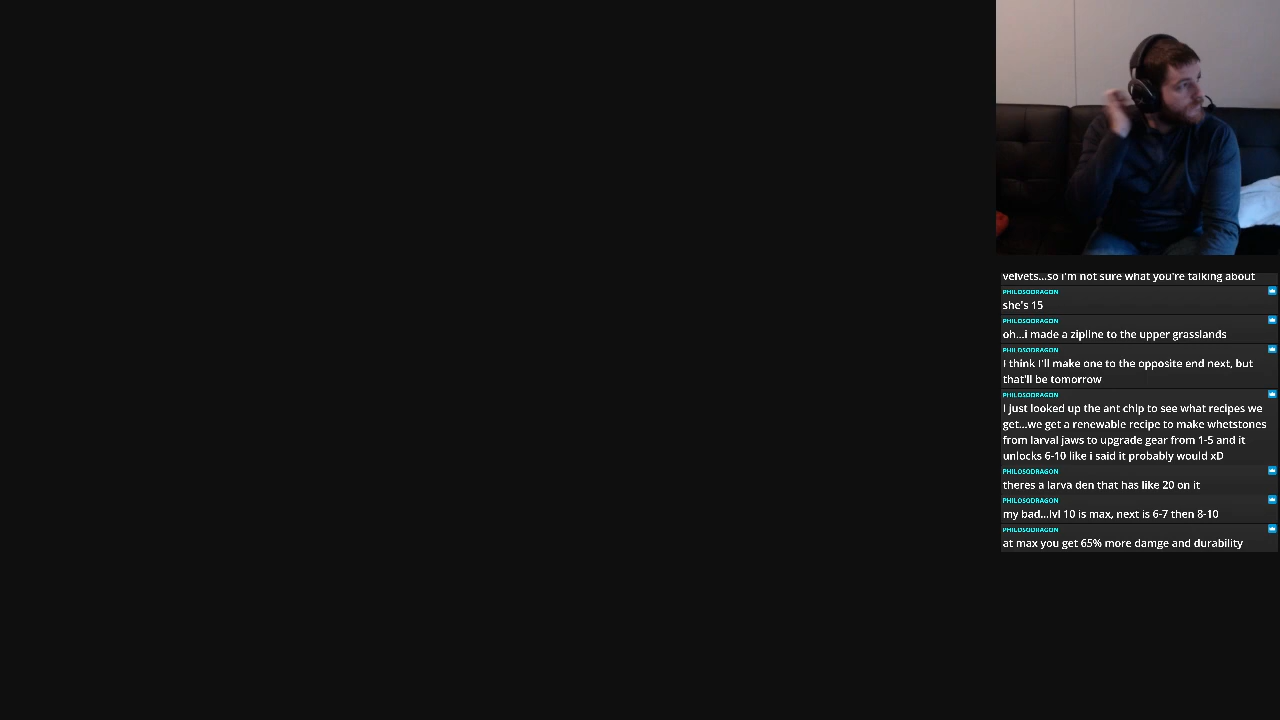 velvets...so i'm not sure what you're talking about
PHILOSODRAGON
she's 15
PHILOSODRAGON
oh...i made a zipline to the upper grasslands
PHILOSODRAGON
I think I'll make one to the opposite end next, but
that'll be tomorrow
PHILOSODRAGON
I just looked up the ant chip to see what recipes we
get...we get a renewable recipe to make whetstones
from larval jaws to upgrade gear from 1-5 and it
unlocks 6-10 like i said it probably would xD
PHILOSODRAGON
theres a larva den that has like 20 on it
PHILOSODRAGON
my bad...lvl 10 is max, next is 6-7 then 8-10
PHILOSODRAGON
at max you get 65% more damge and durability